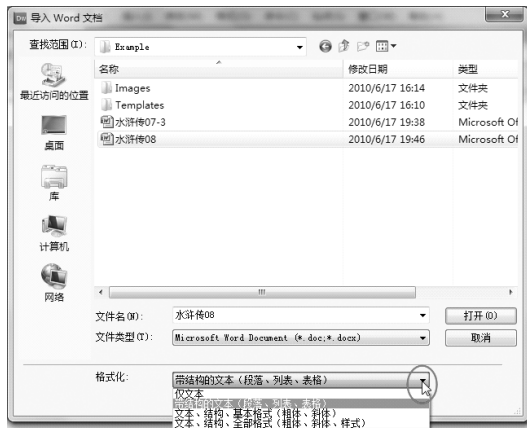 导入 Word 文档
查找范围(I): Example
名称 修改日期 类型
Images 2010/6/17 16:14 文件夹
Templates 2010/6/17 16:10 文件夹
水浒传07-3 2010/6/17 19:38 Microsoft Of
水浒传08 2010/6/17 19:46 Microsoft Of
最近访问的位置
桌面
库
计算机
网络
文件名(N): 水浒传08 打开(O)
文件类型(T): Microsoft Word Document (*.doc;*.docx) 取消
格式化: 带结构的文本(段落、列表、表格)
仅文本
带结构的文本(段落、列表、表格)
文本、结构、基本格式(粗体、斜体)
文本、结构、全部格式(粗体、斜体、样式)